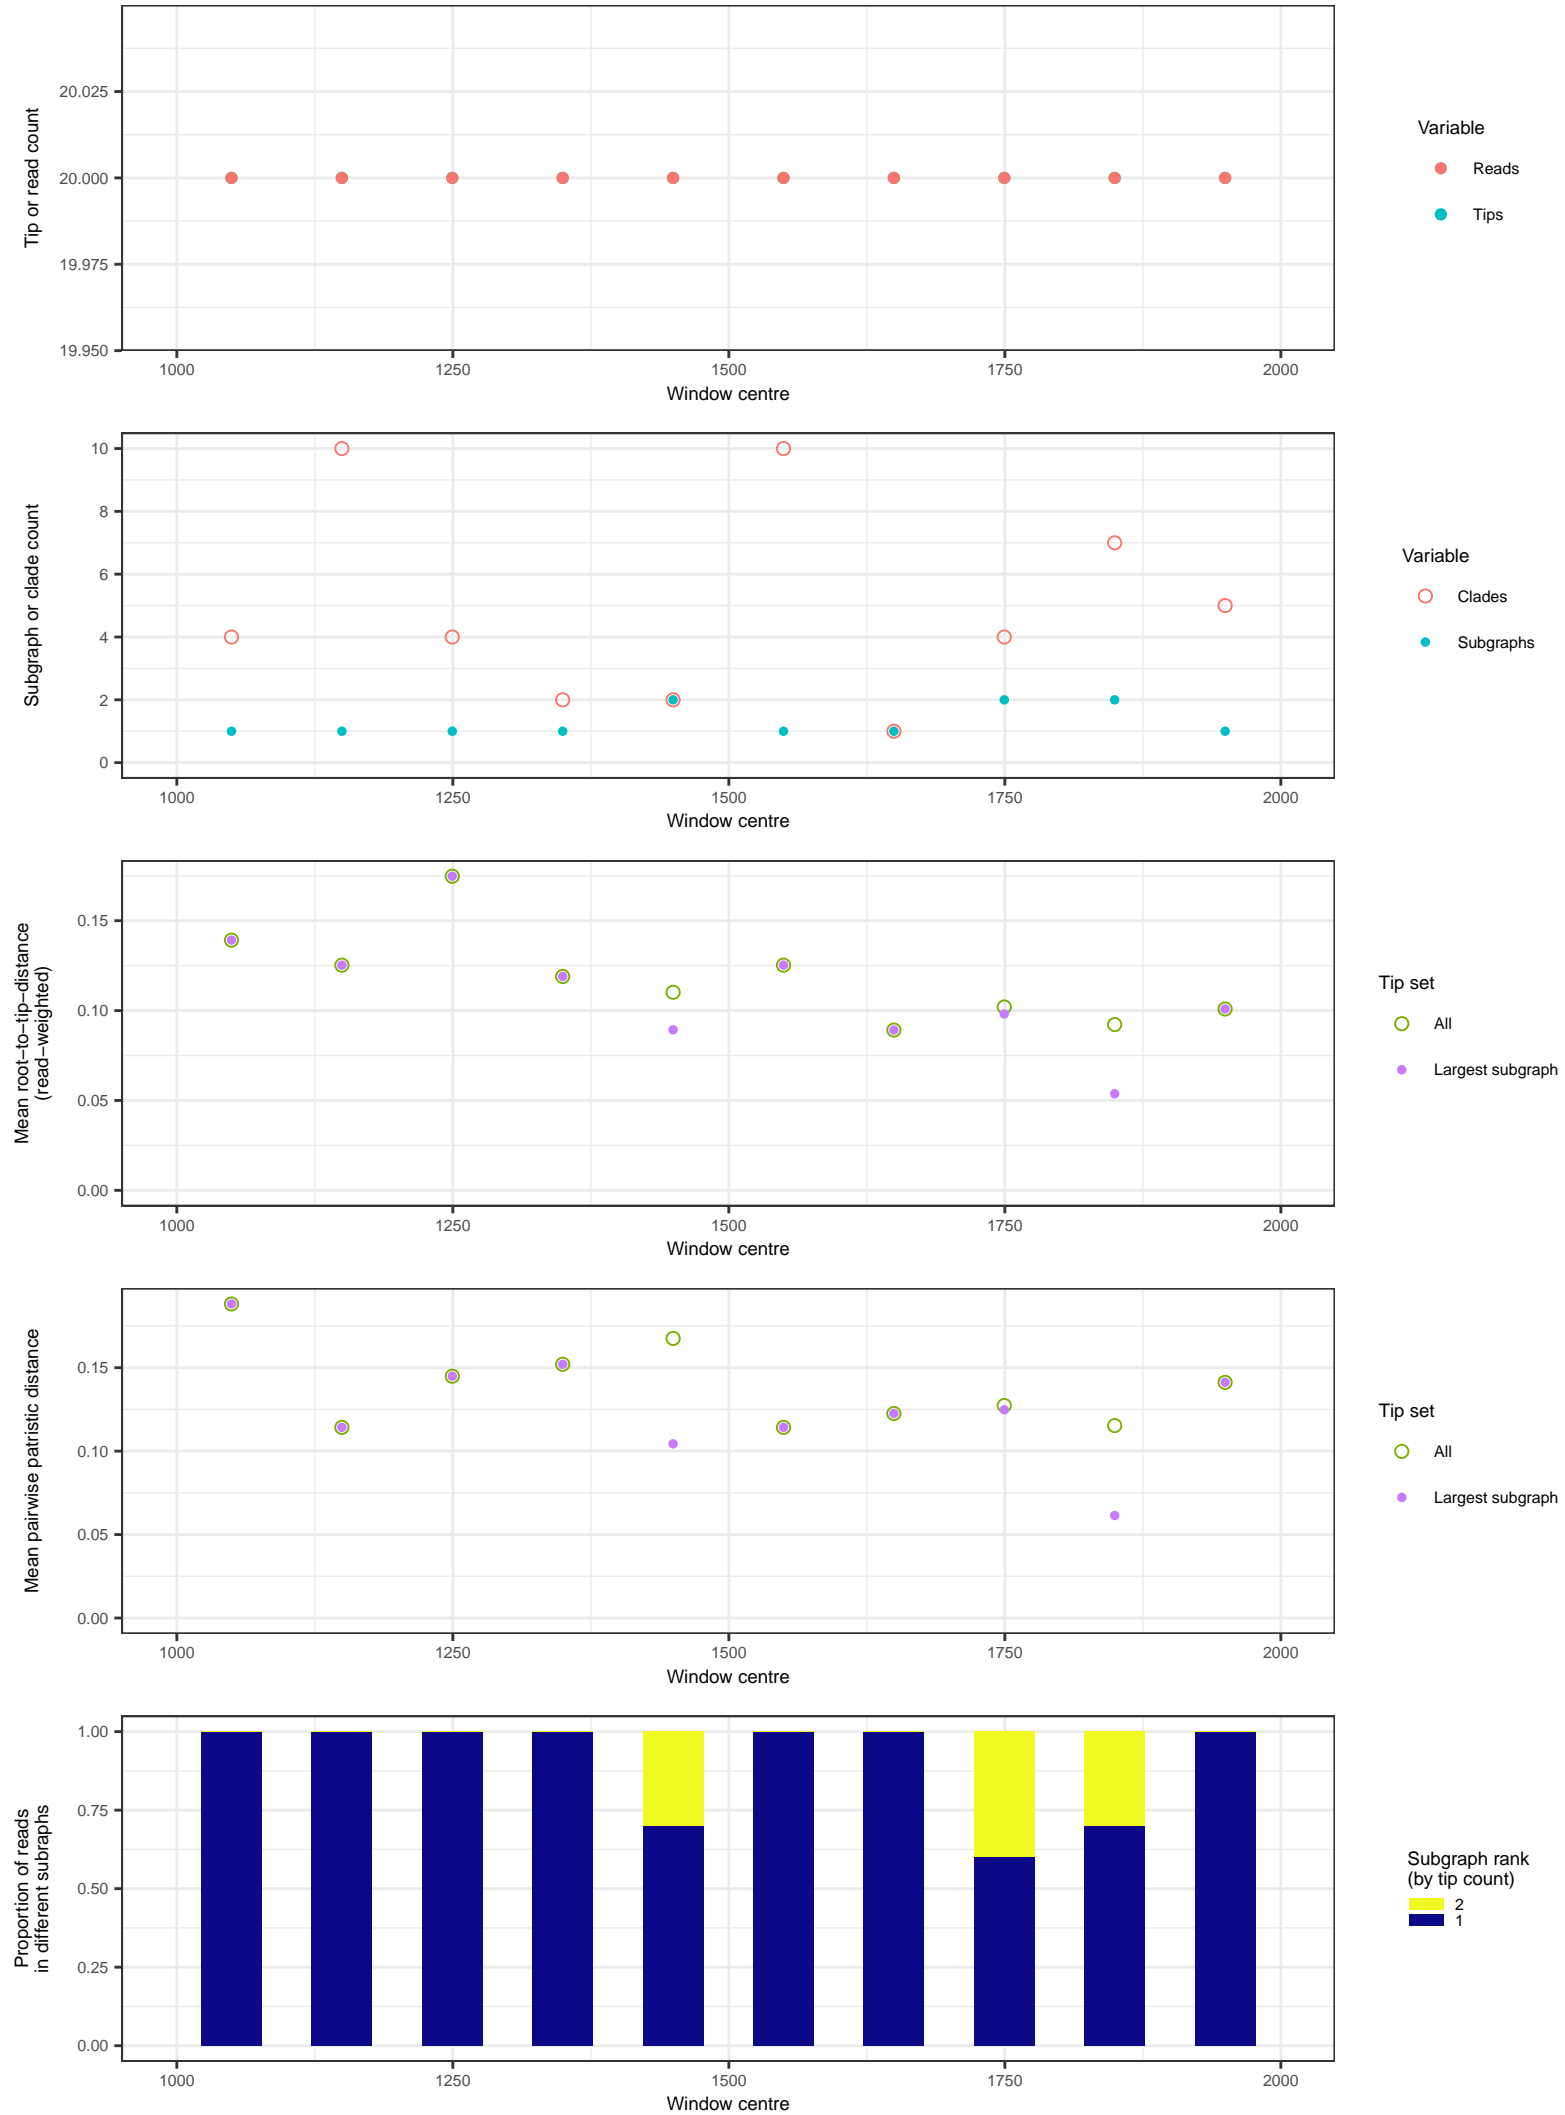 20.025
20.000
19.975
19.950
Tip or read count
1000 1250 1500 1750 2000
Window centre
Variable
Reads
Tips
10
8
6
4
2
0
Subgraph or clade count
1000 1250 1500 1750 2000
Window centre
Variable
Clades
Subgraphs
0.15
0.10
0.05
0.00
Mean root−to−tip−distance
(read−weighted)
1000 1250 1500 1750 2000
Window centre
Tip set
All
Largest subgraph
0.15
0.10
0.05
0.00
Mean pairwise patristic distance
1000 1250 1500 1750 2000
Window centre
Tip set
All
Largest subgraph
1.00
0.75
0.50
0.25
0.00
Proportion of reads
in different subraphs
1000 1250 1500 1750 2000
Window centre
Subgraph rank
(by tip count)
2
1